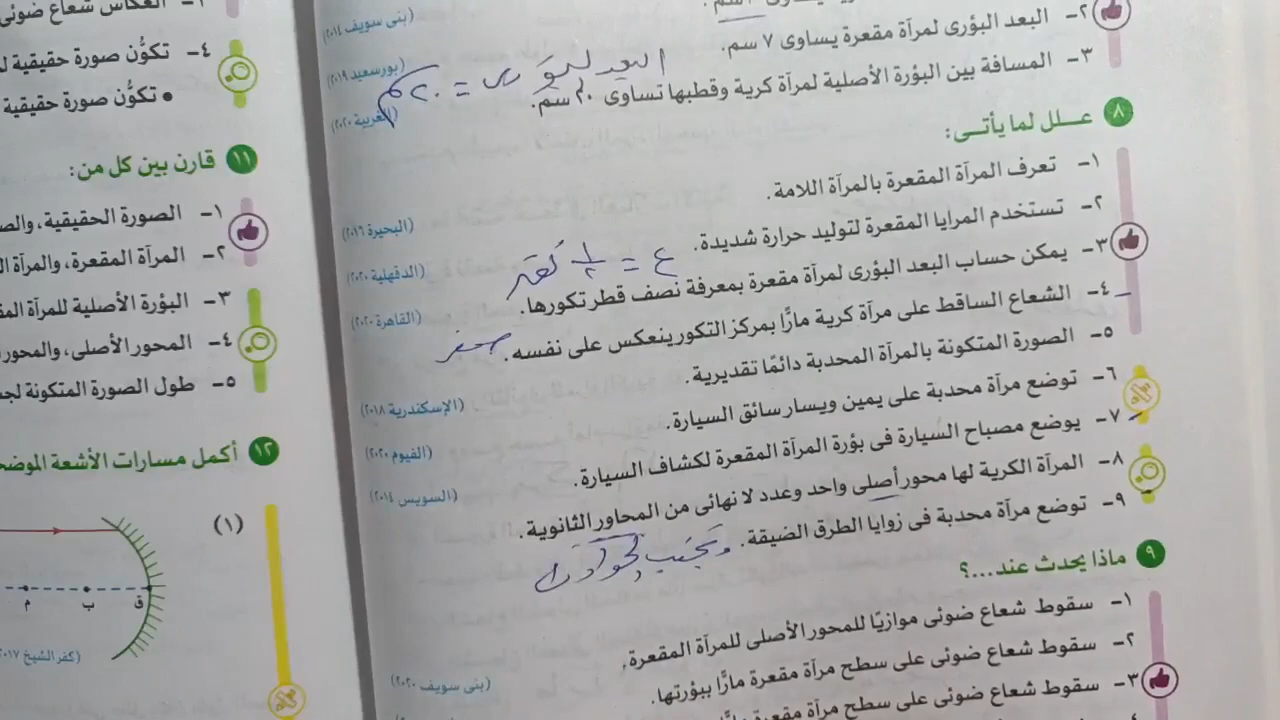 (بنى سويف ٢٠١٤)
٢- البعد البؤرى لمرآة مقعرة يساوى ٧ سم.
(بورسعيد ٢٠١٩)
٣- المسافة بين البؤرة الأصلية لمرآة كرية وقطبها تساوى ٢٠ سم.
(الغربية ٢٠٢٠)
٨ علل لما يأتى:
١- تعرف المرآة المقعرة بالمرآة اللامة.
(البحيرة ٢٠١٦)
٢- تستخدم المرايا المقعرة لتوليد حرارة شديدة.
(الدقهلية ٢٠٢٠)
ع = ١/٢ نق
٣- يمكن حساب البعد البؤرى لمرآة مقعرة بمعرفة نصف قطر تكورها.
(القاهرة ٢٠٢٠)
٤- الشعاع الساقط على مرآة كرية مارًا بمركز التكور ينعكس على نفسه.
صفر
٥- الصورة المتكونة بالمرآة المحدبة دائمًا تقديرية.
(الإسكندرية ٢٠١٨)
٦- توضع مرآة محدبة على يمين ويسار سائق السيارة.
(الفيوم ٢٠٢٠)
٧- يوضع مصباح السيارة فى بؤرة المرآة المقعرة لكشاف السيارة.
(السويس ٢٠١٤)
٨- المرآة الكرية لها محور أصلى واحد وعدد لا نهائى من المحاور الثانوية.
٩- توضع مرآة محدبة فى زوايا الطرق الضيقة.
٩ ماذا يحدث عند...؟
١- سقوط شعاع ضوئى موازيًا للمحور الأصلى للمرآة المقعرة.
٢- سقوط شعاع ضوئى على سطح مرآة مقعرة مارًا ببؤرتها.
(بنى سويف ٢٠٢٠)
٣- سقوط شعاع ضوئى على سطح مرآة مقعرة
انعكاس شعاع ضوئى
٤- تكوُّن صورة حقيقية
• تكوُّن صورة حقيقية
١١ قارن بين كل من:
١- الصورة الحقيقية، والص
٢- المرآة المقعرة، والمرآة ال
٣- البؤرة الأصلية للمرآة المق
٤- المحور الأصلى، والمحور
٥- طول الصورة المتكونة لج
١٢ أكمل مسارات الأشعة الموضح
(١)
م ب ق
(كفر الشيخ ٢٠١٧